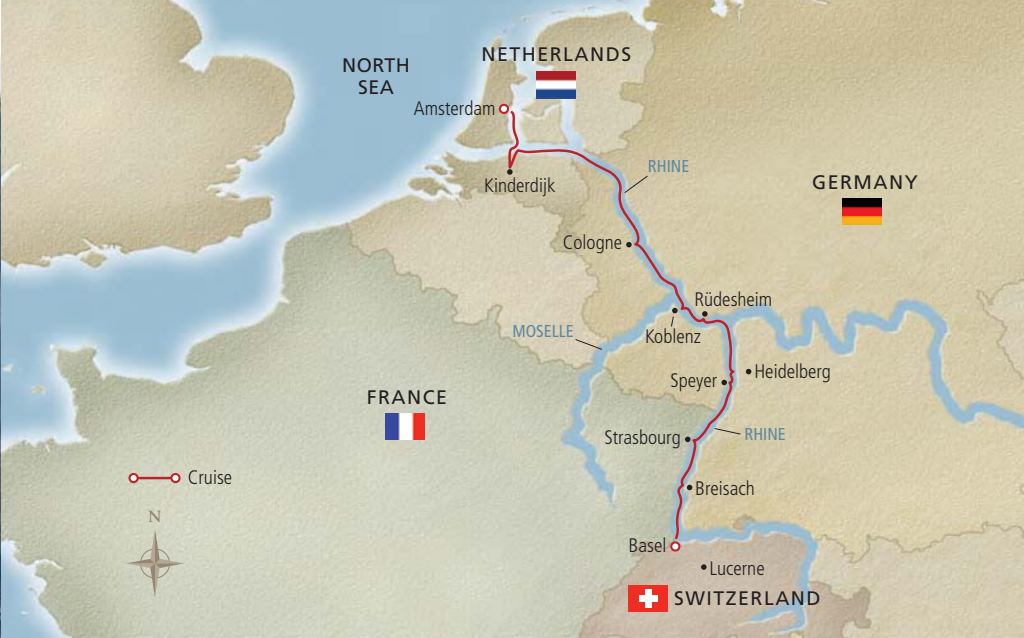 NETHERLANDS
NORTH
SEA
Amsterdam
RHINE
Kinderdijk
GERMANY
Cologne
Rüdesheim
MOSELLE
Koblenz
Heidelberg
Speyer
FRANCE
Strasbourg
RHINE
Cruise
Breisach
N
Basel
Lucerne
SWITZERLAND